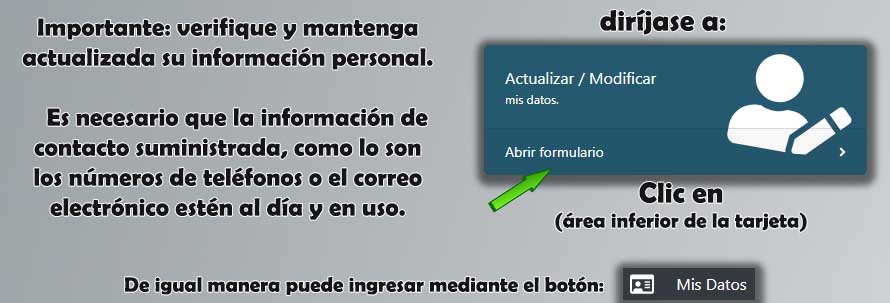 Importante: verifique y mantenga
actualizada su información personal.
Es necesario que la información de
contacto suministrada, como lo son
los números de teléfonos o el correo
electrónico estén al día y en uso.
diríjase a:
Actualizar / Modificar
mis datos.
Abrir formulario
Clic en
(área inferior de la tarjeta)
De igual manera puede ingresar mediante el botón:
Mis Datos